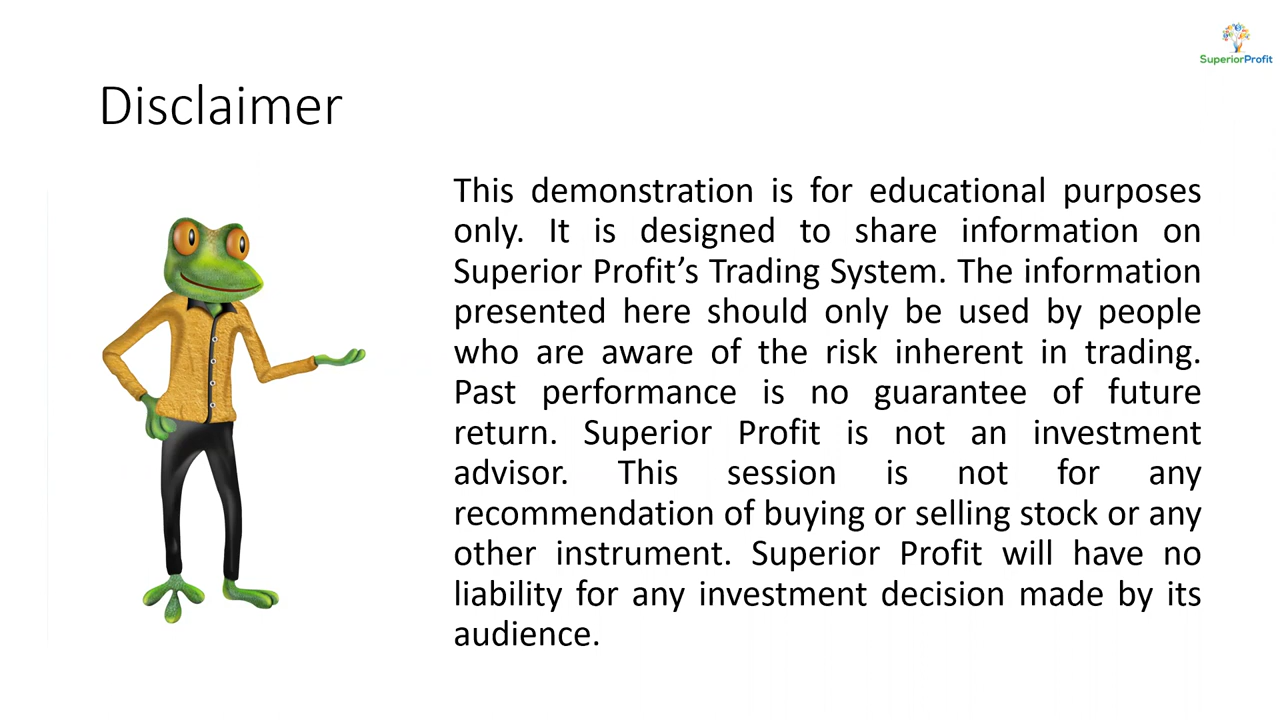 SuperiorProfit
Disclaimer
This demonstration is for educational purposes
only. It is designed to share information on
Superior Profit’s Trading System. The information
presented here should only be used by people
who are aware of the risk inherent in trading.
Past performance is no guarantee of future
return. Superior Profit is not an investment
advisor. This session is not for any
recommendation of buying or selling stock or any
other instrument. Superior Profit will have no
liability for any investment decision made by its
audience.